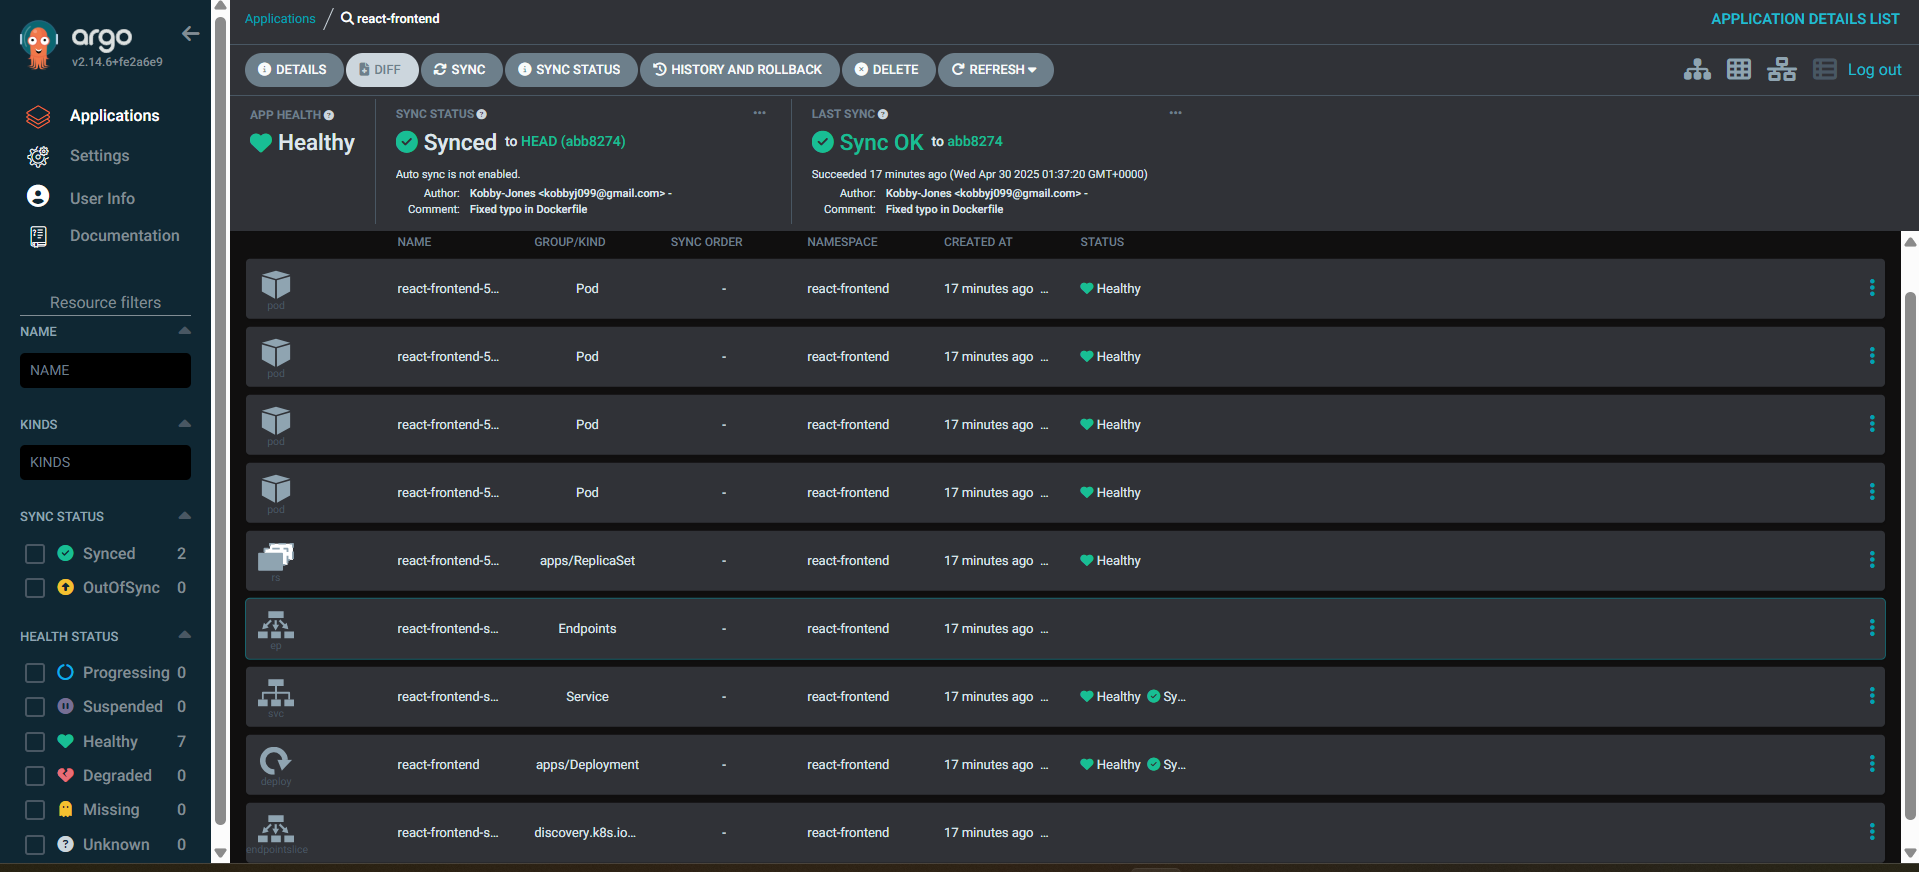 argo
v2.14.6+fe2a6e9
Applications
Settings
User Info
Documentation
Resource filters
NAME
NAME
KINDS
KINDS
SYNC STATUS
Synced 2
OutOfSync 0
HEALTH STATUS
Progressing 0
Suspended 0
Healthy 7
Degraded 0
Missing 0
Unknown 0
Applications / react-frontend
APPLICATION DETAILS LIST
DETAILS DIFF SYNC SYNC STATUS HISTORY AND ROLLBACK DELETE REFRESH
Log out
APP HEALTH
Healthy
SYNC STATUS
Synced to HEAD (abb8274)
Auto sync is not enabled.
Author: Kobby-Jones <kobbyj099@gmail.com> -
Comment: Fixed typo in Dockerfile
LAST SYNC
Sync OK to abb8274
Succeeded 17 minutes ago (Wed Apr 30 2025 01:37:20 GMT+0000)
Author: Kobby-Jones <kobbyj099@gmail.com> -
Comment: Fixed typo in Dockerfile
NAME GROUP/KIND SYNC ORDER NAMESPACE CREATED AT STATUS
pod react-frontend-5... Pod - react-frontend 17 minutes ago ... Healthy
pod react-frontend-5... Pod - react-frontend 17 minutes ago ... Healthy
pod react-frontend-5... Pod - react-frontend 17 minutes ago ... Healthy
pod react-frontend-5... Pod - react-frontend 17 minutes ago ... Healthy
rs react-frontend-5... apps/ReplicaSet - react-frontend 17 minutes ago ... Healthy
ep react-frontend-s... Endpoints - react-frontend 17 minutes ago ...
svc react-frontend-s... Service - react-frontend 17 minutes ago ... Healthy Sy...
deploy react-frontend apps/Deployment - react-frontend 17 minutes ago ... Healthy Sy...
endpointslice react-frontend-s... discovery.k8s.io... - react-frontend 17 minutes ago ...